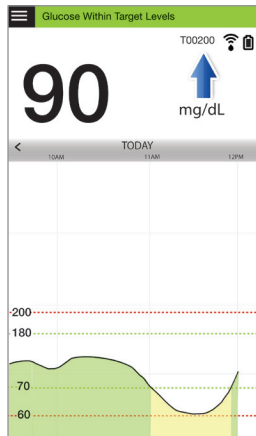 Glucose Within Target Levels
T00200
90
mg/dL
<
TODAY
10AM 11AM 12PM
200
180
70
60